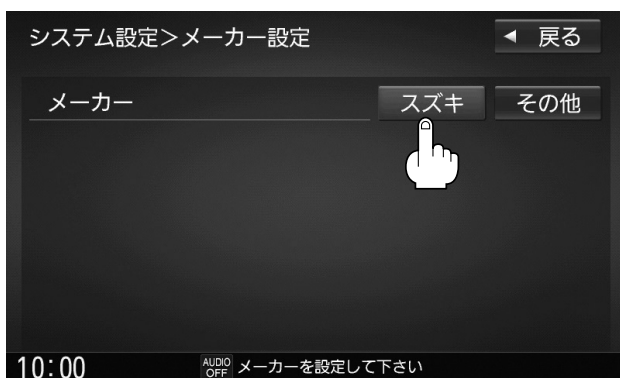 システム設定＞メーカー設定
◀ 戻る
メーカー
スズキ
その他
10:00
AUDIO OFF
メーカーを設定して下さい